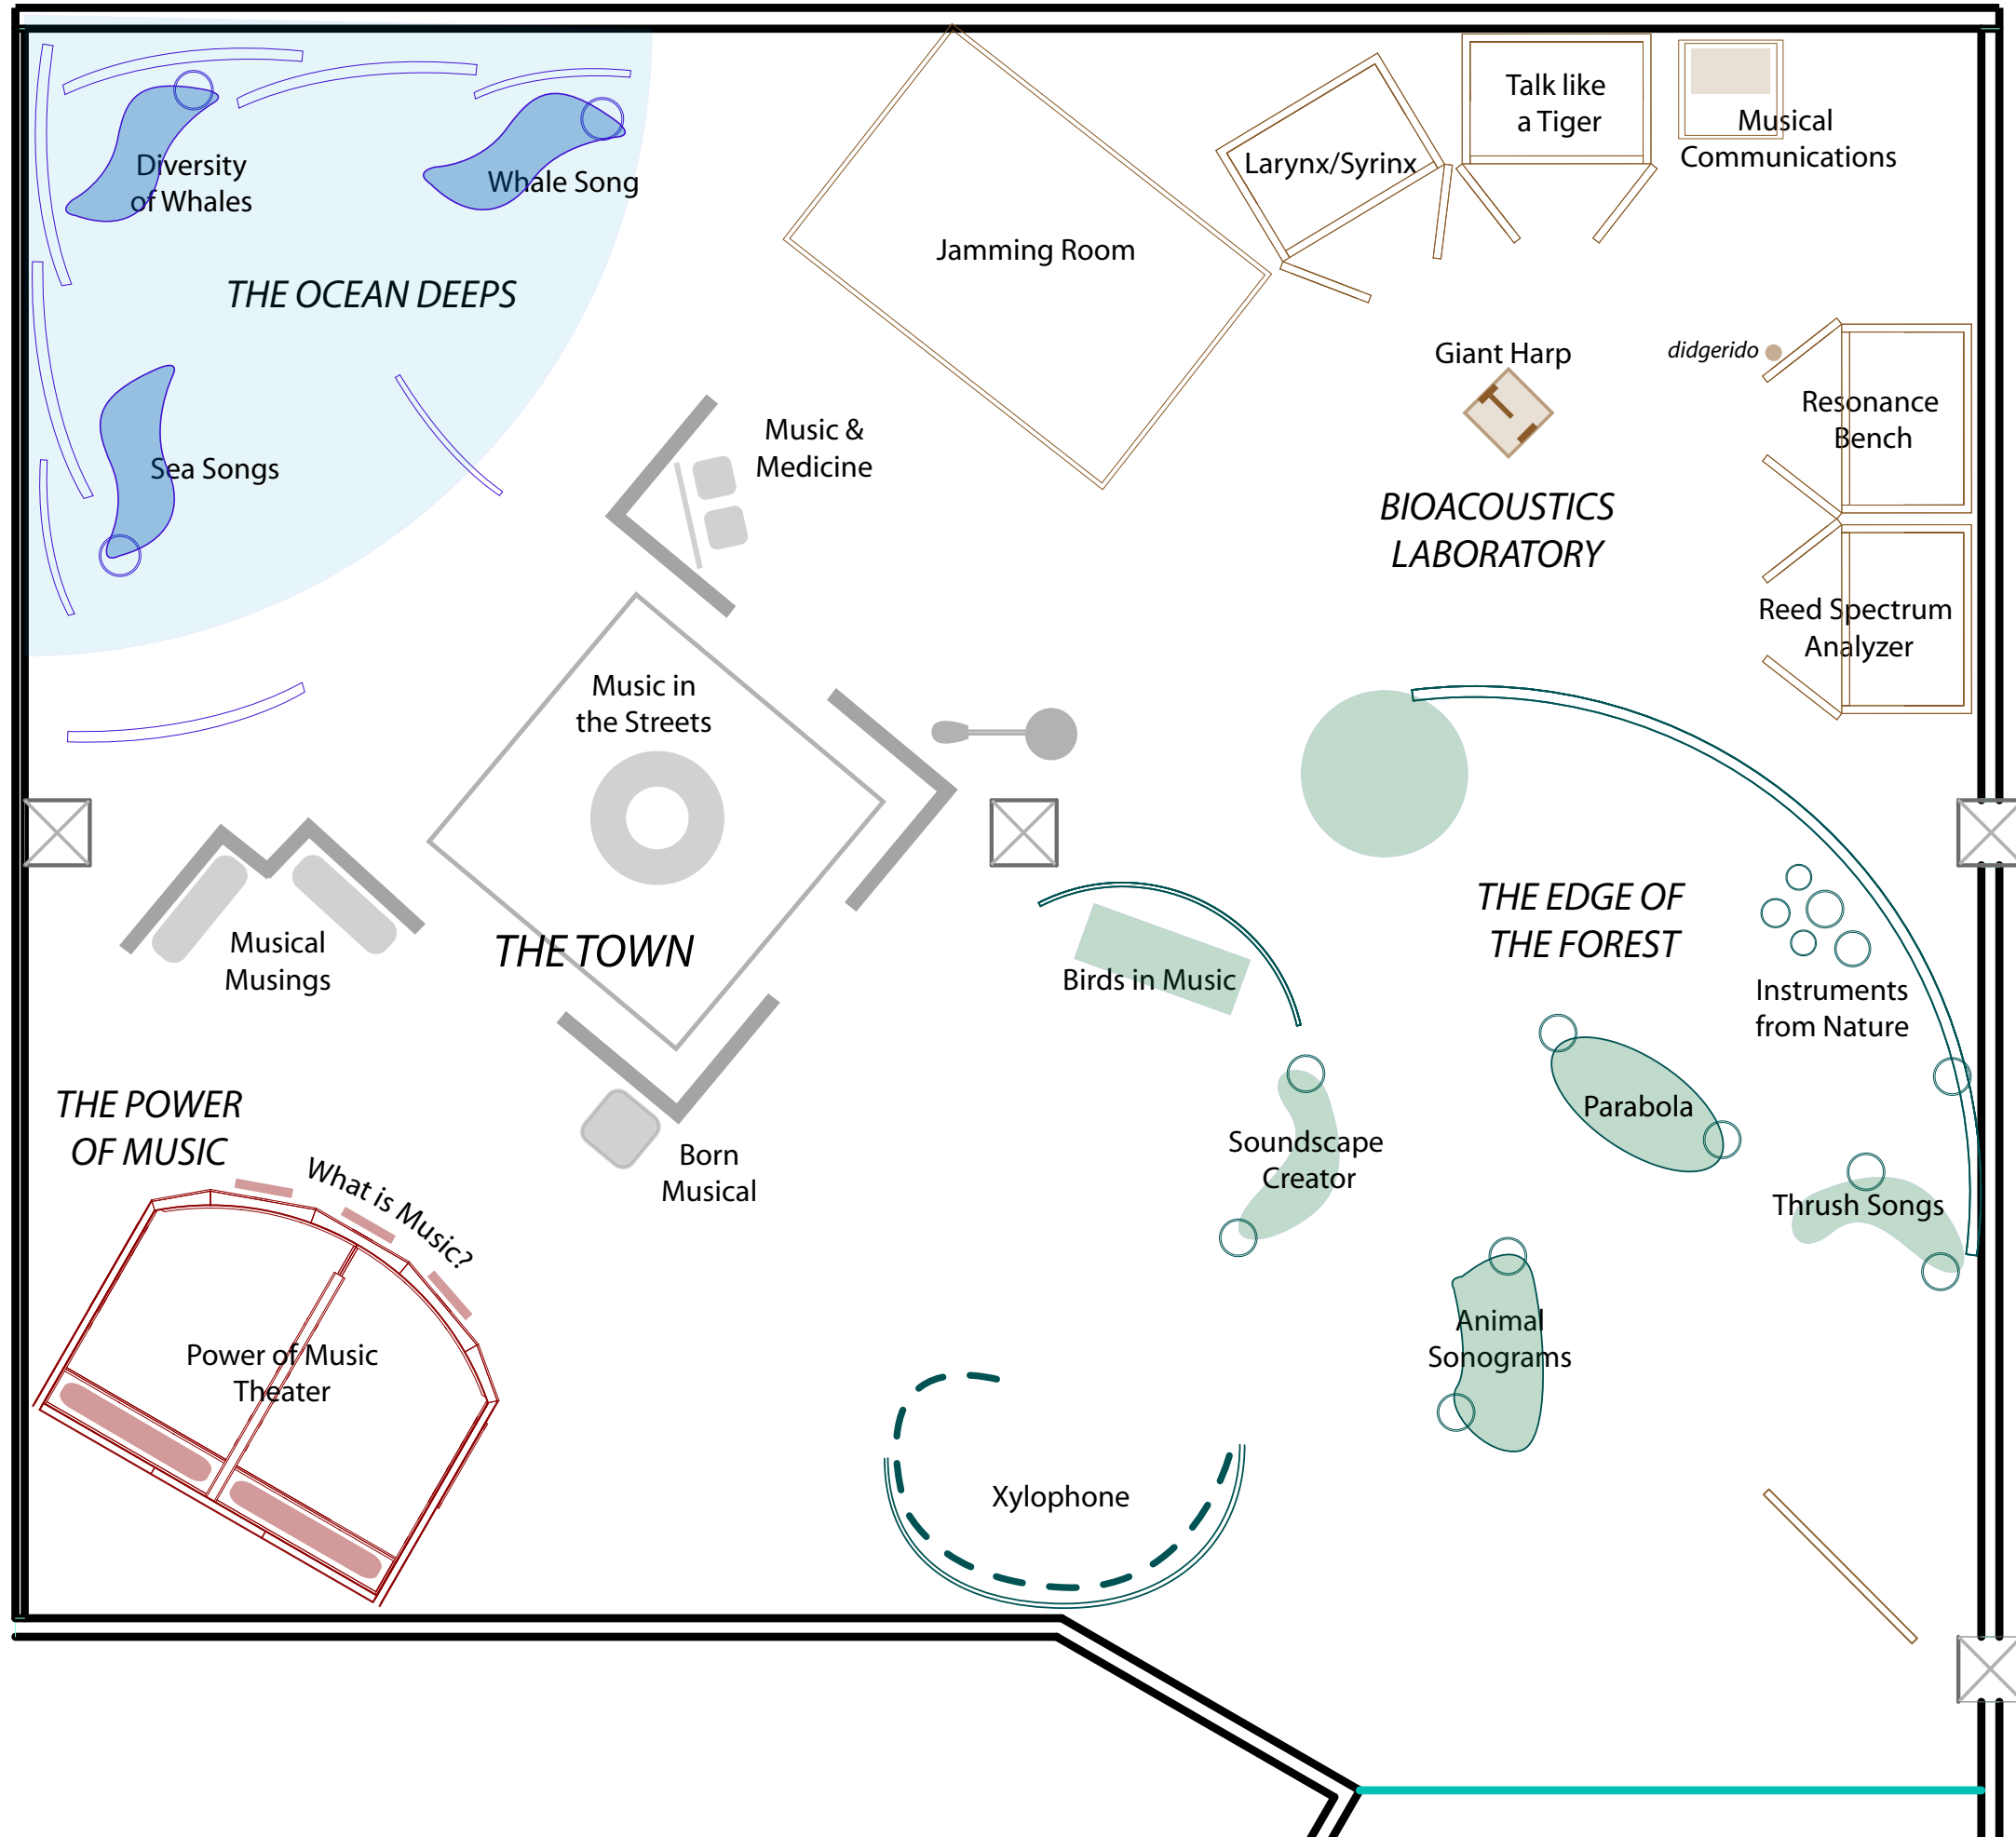 Diversity
of Whales
Whale Song
THE OCEAN DEEPS
Sea Songs
Jamming Room
Larynx/Syrinx
Talk like
a Tiger
Musical
Communications
Giant Harp
didgerido
Resonance
Bench
BIOACOUSTICS
LABORATORY
Reed Spectrum
Analyzer
Music &
Medicine
Music in
the Streets
Musical
Musings
THE TOWN
Birds in Music
THE EDGE OF
THE FOREST
Instruments
from Nature
Parabola
Soundscape
Creator
Thrush Songs
Animal
Sonograms
Born
Musical
THE POWER
OF MUSIC
What is Music?
Power of Music
Theater
Xylophone